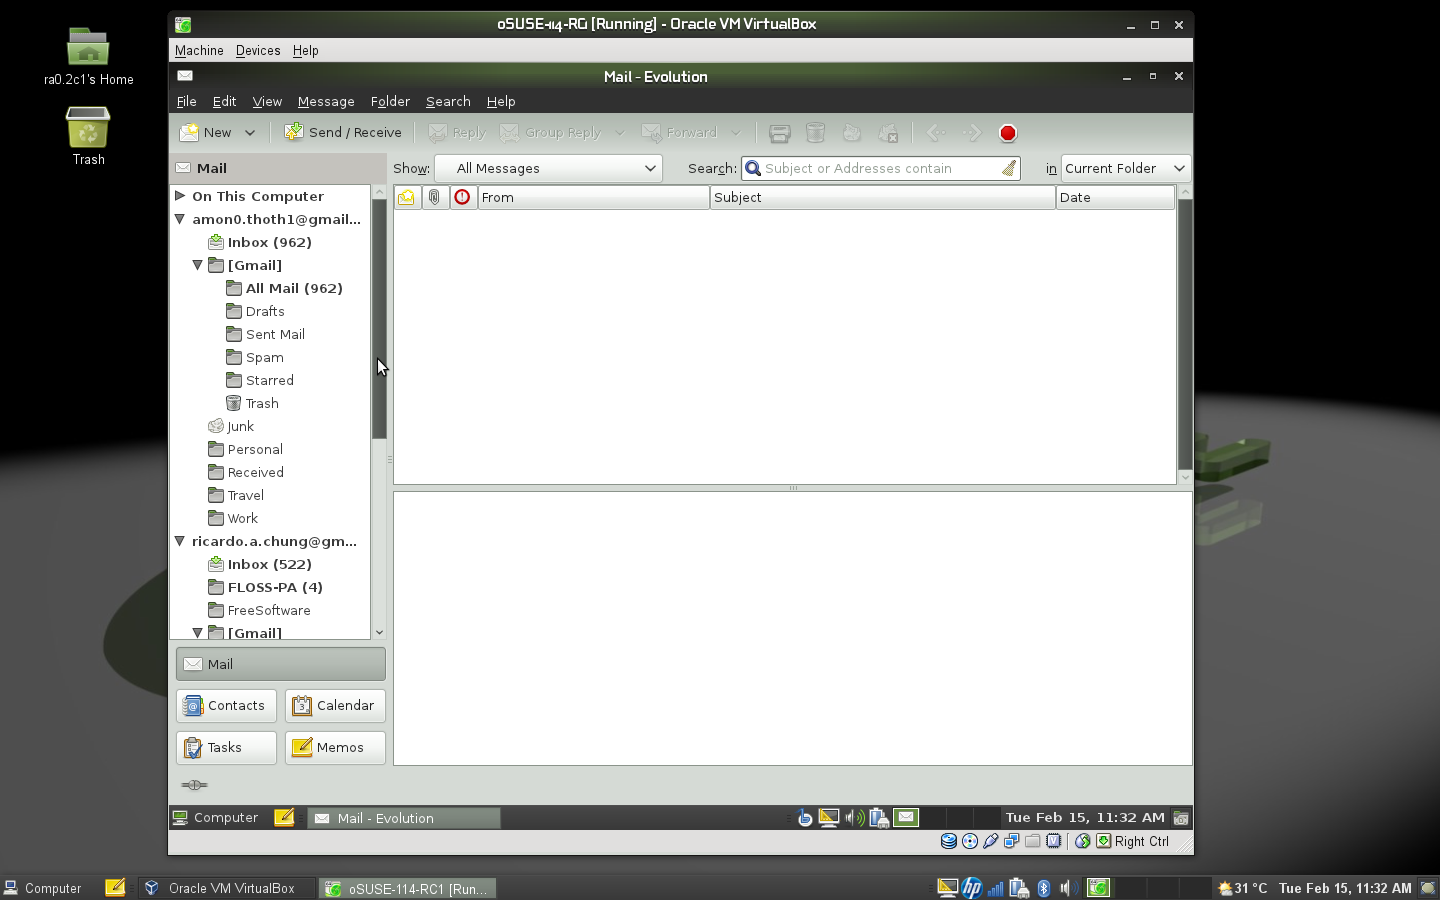 oSUSE-114-RC1 [Running] - Oracle VM VirtualBox
Machine Devices Help
Mail - Evolution
File Edit View Message Folder Search Help
New Send / Receive Reply Group Reply Forward
Mail Show: All Messages Search: Subject or Addresses contain in Current Folder
From Subject Date
On This Computer
amon0.thoth1@gmail...
Inbox (962)
[Gmail]
All Mail (962)
Drafts
Sent Mail
Spam
Starred
Trash
Junk
Personal
Received
Travel
Work
ricardo.a.chung@gm...
Inbox (522)
FLOSS-PA (4)
FreeSoftware
[Gmail]
Mail
Contacts Calendar
Tasks Memos
Computer Mail - Evolution Tue Feb 15, 11:32 AM
Right Ctrl
ra0.2c1's Home
Trash
Computer Oracle VM VirtualBox oSUSE-114-RC1 [Run... 31 °C Tue Feb 15, 11:32 AM